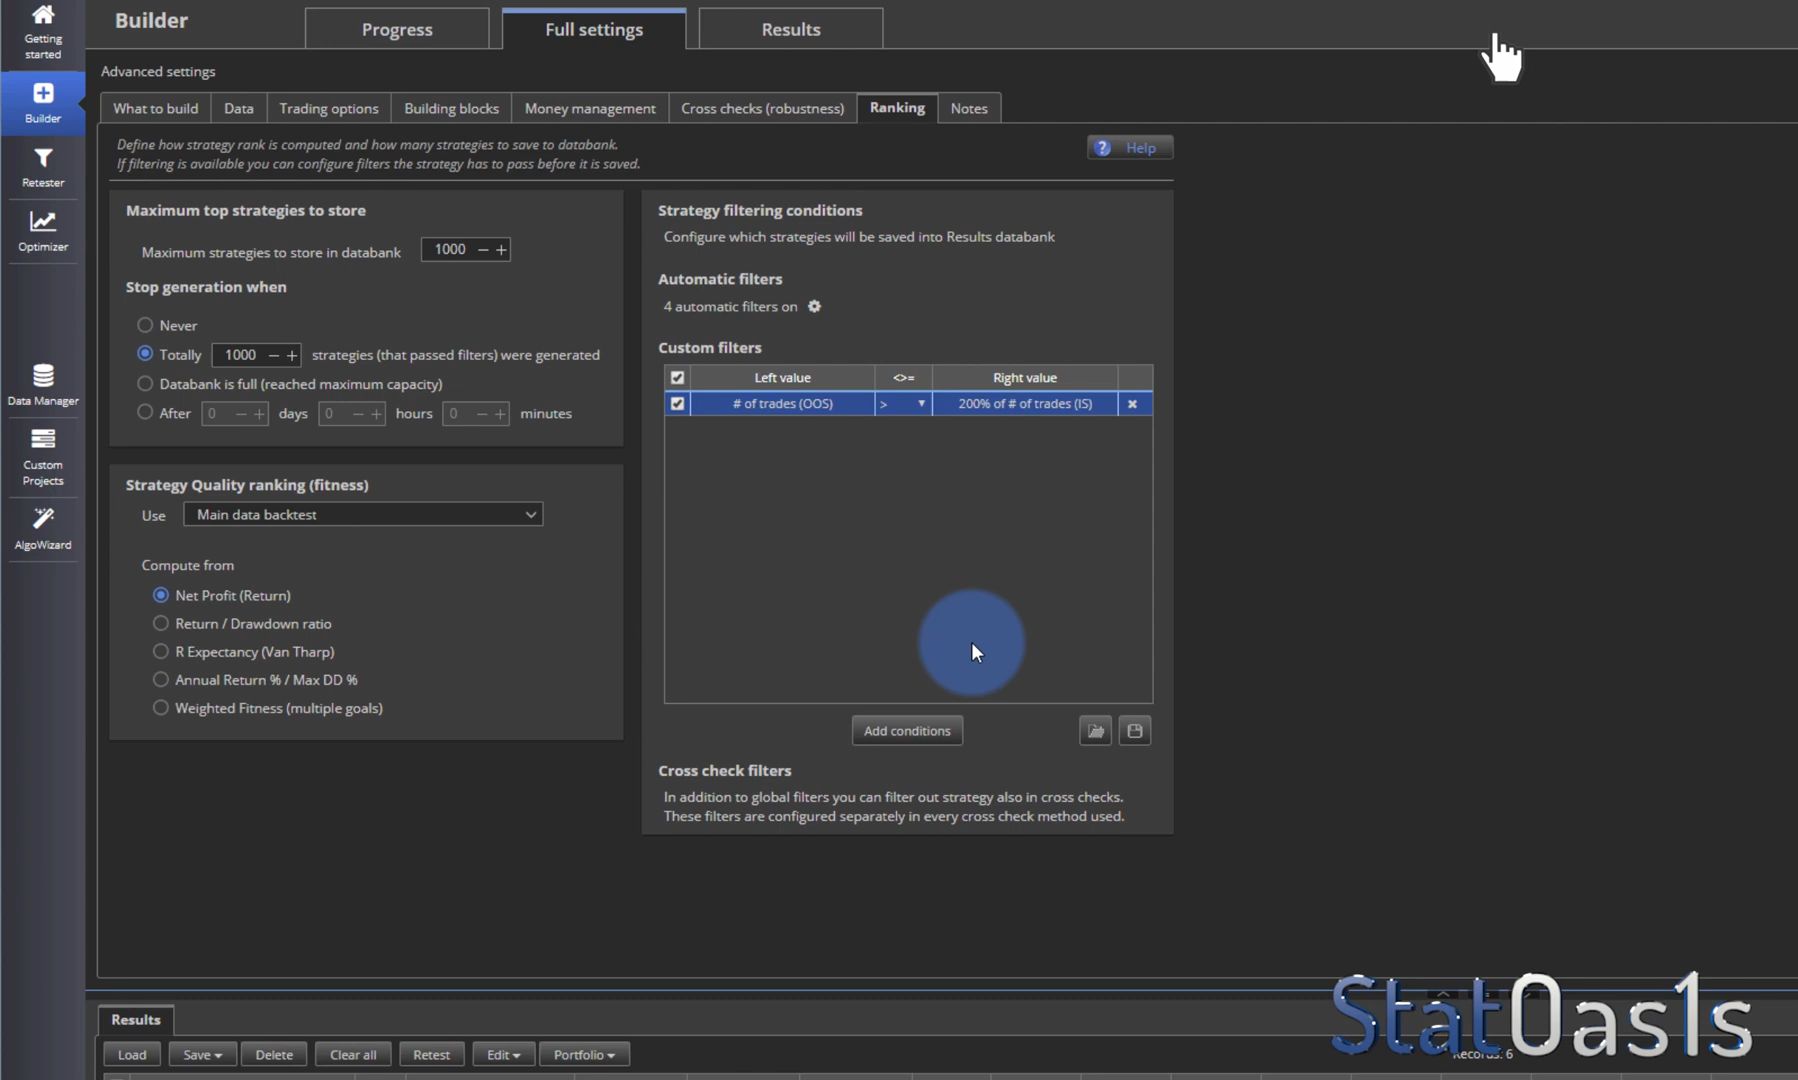 Getting
started
Builder
Retester
Optimizer
Data Manager
Custom
Projects
AlgoWizard
Builder
Progress
Full settings
Results
Advanced settings
What to build
Data
Trading options
Building blocks
Money management
Cross checks (robustness)
Ranking
Notes
Define how strategy rank is computed and how many strategies to save to databank.
If filtering is available you can configure filters the strategy has to pass before it is saved.
? Help
Maximum top strategies to store
Maximum strategies to store in databank 1000 − +
Stop generation when
Never
Totally 1000 − + strategies (that passed filters) were generated
Databank is full (reached maximum capacity)
After 0 − + days 0 − + hours 0 − + minutes
Strategy Quality ranking (fitness)
Use Main data backtest
Compute from
Net Profit (Return)
Return / Drawdown ratio
R Expectancy (Van Tharp)
Annual Return % / Max DD %
Weighted Fitness (multiple goals)
Strategy filtering conditions
Configure which strategies will be saved into Results databank
Automatic filters
4 automatic filters on
Custom filters
Left value <>= Right value
# of trades (OOS) > 200% of # of trades (IS)
Add conditions
Cross check filters
In addition to global filters you can filter out strategy also in cross checks.
These filters are configured separately in every cross check method used.
Results
Load Save Delete Clear all Retest Edit Portfolio
Records: 6
StatOas1s